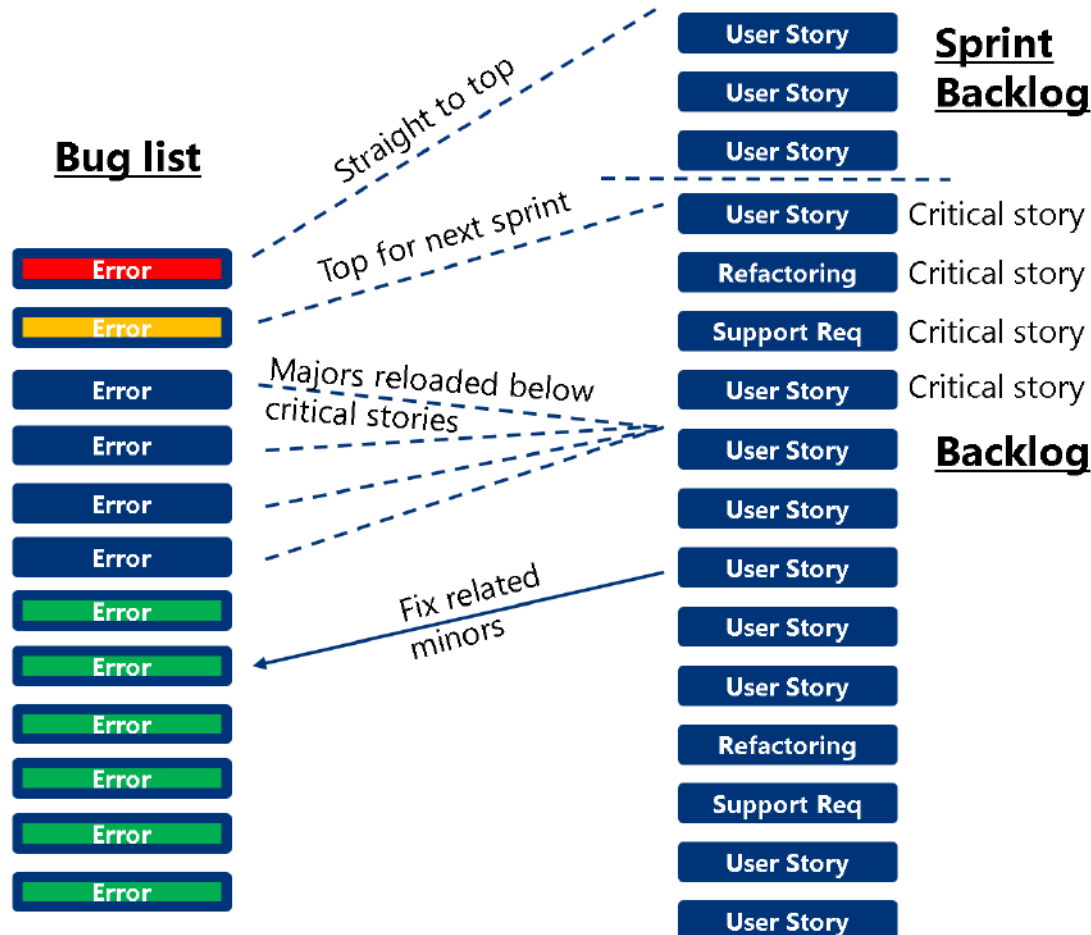 Bug list
Error
Error
Error
Error
Error
Error
Error
Error
Error
Error
Error
Error
Straight to top
Top for next sprint
Majors reloaded below
critical stories
Fix related
minors
Sprint
Backlog
User Story
User Story
User Story
User Story Critical story
Refactoring Critical story
Support Req Critical story
User Story Critical story
Backlog
User Story
User Story
User Story
User Story
User Story
Refactoring
Support Req
User Story
User Story